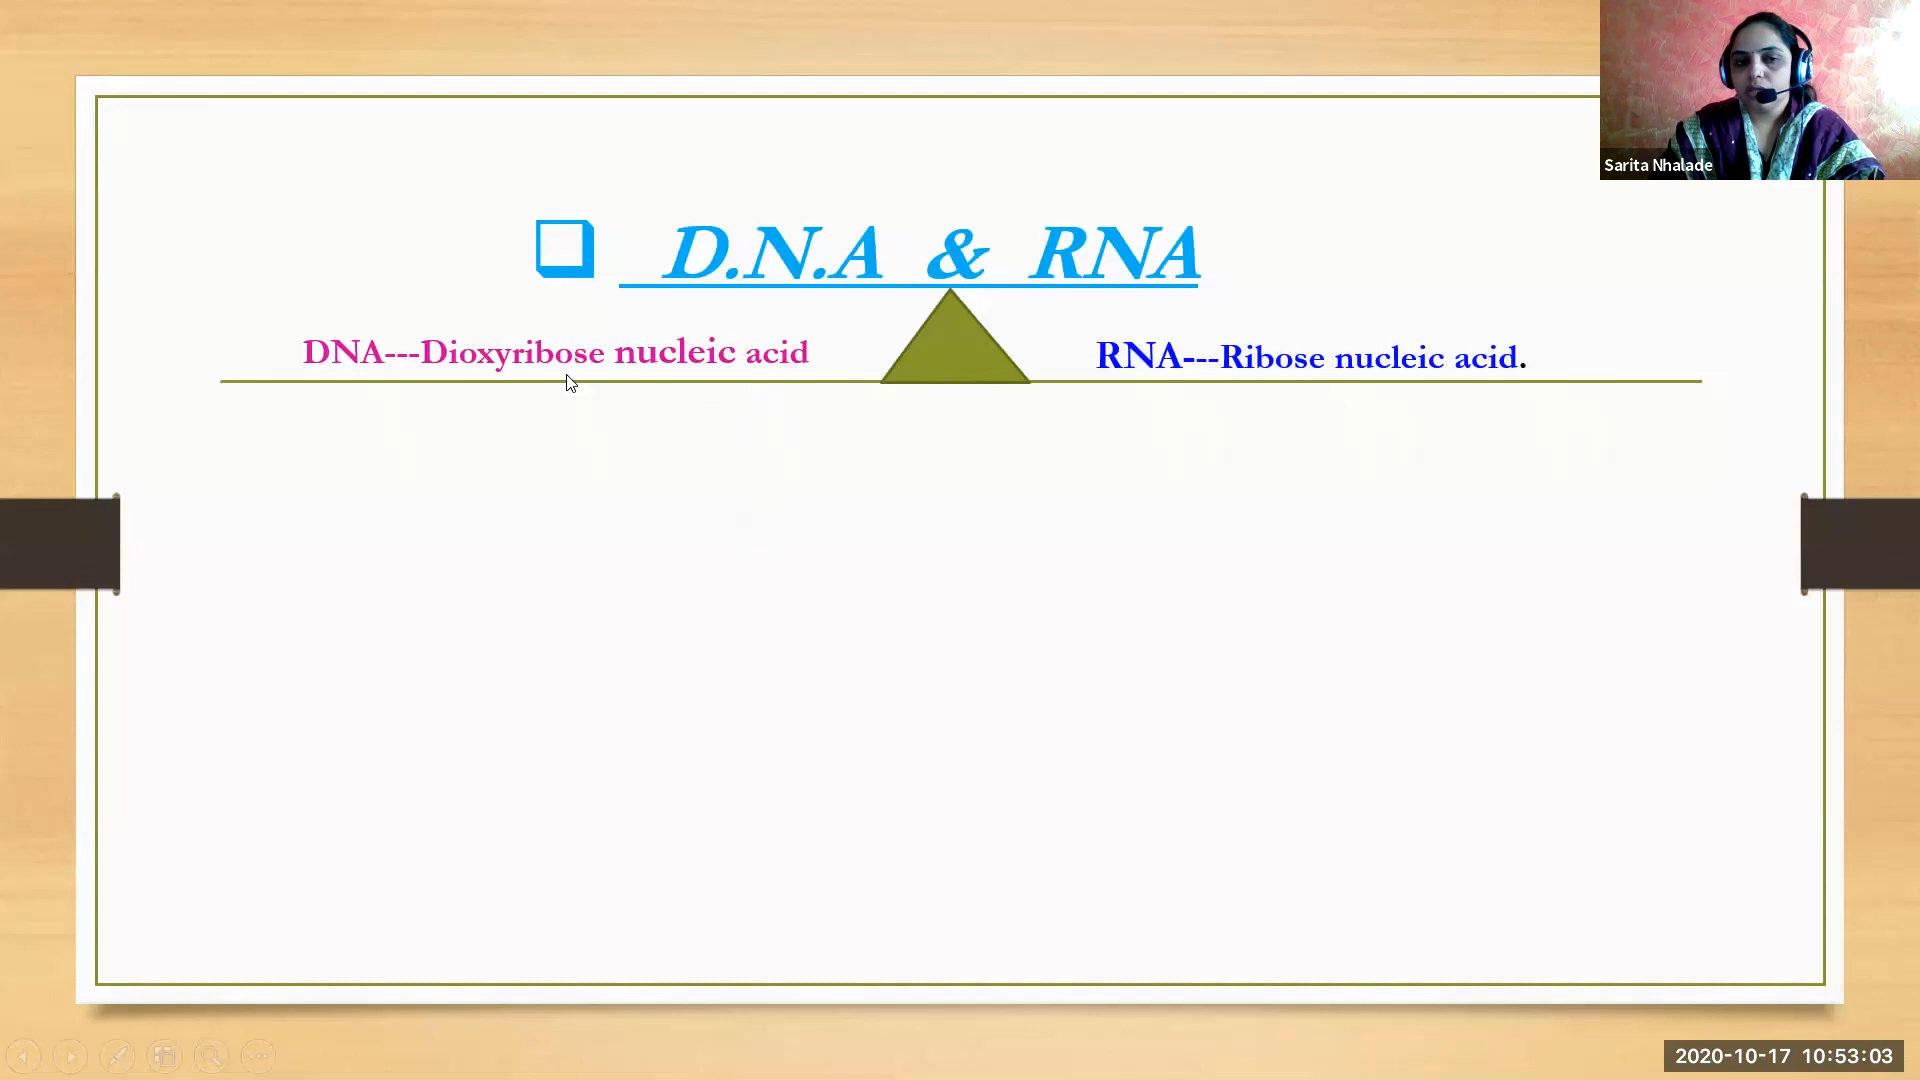 Sarita Nhalade
D.N.A & RNA
DNA---Dioxyribose nucleic acid
RNA---Ribose nucleic acid.
2020-10-17 10:53:03